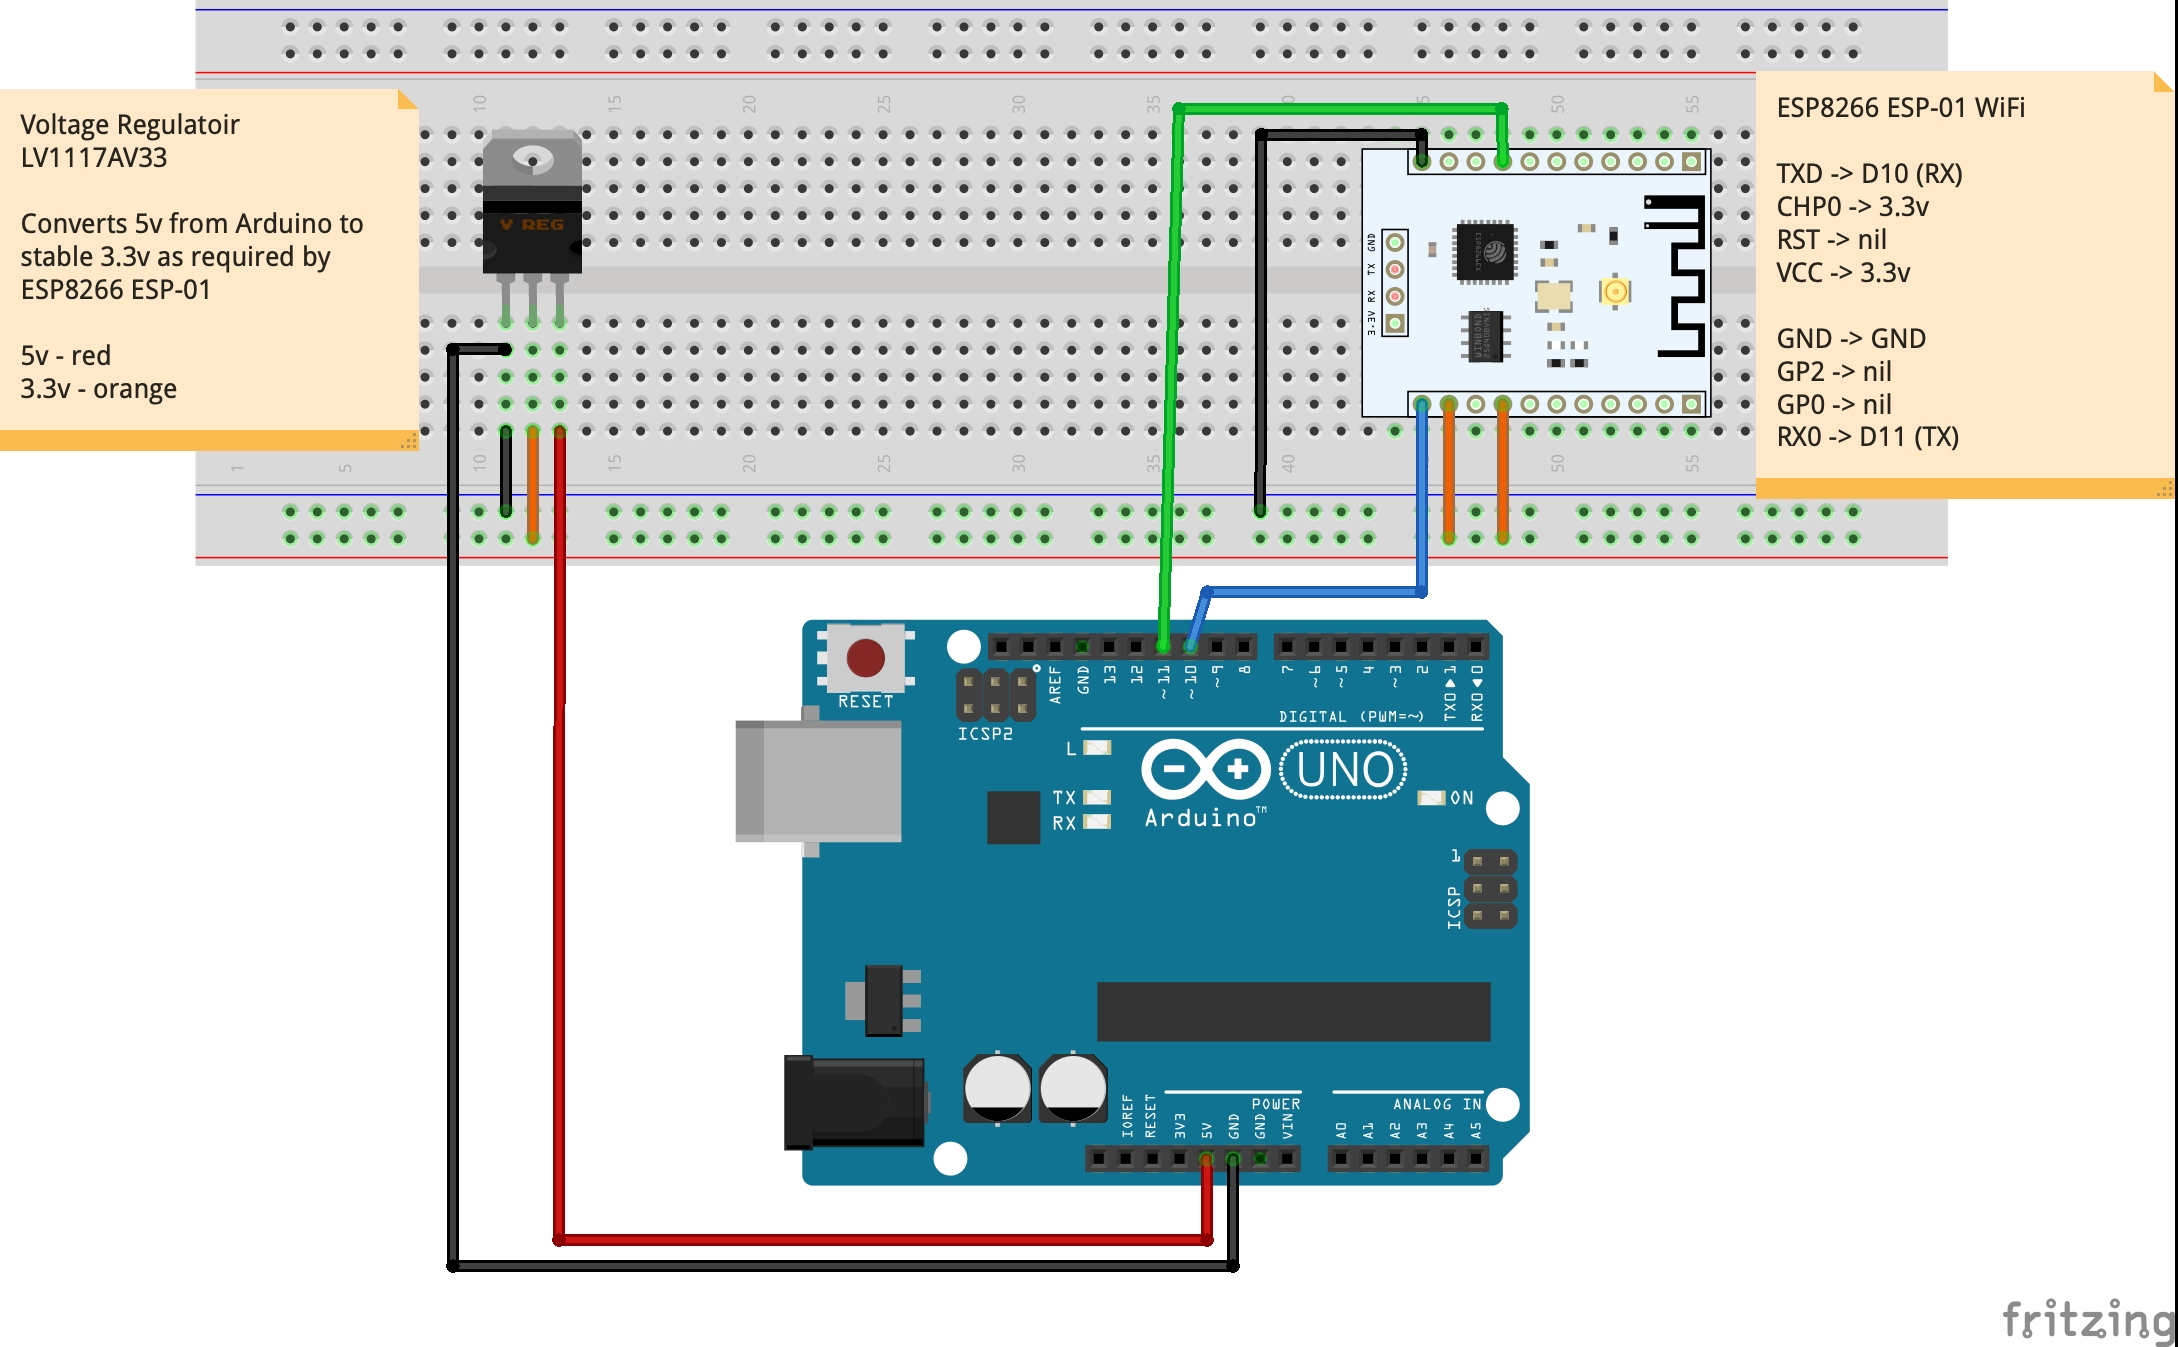 Voltage Regulatoir
LV1117AV33
Converts 5v from Arduino to
stable 3.3v as required by
ESP8266 ESP-01
5v - red
3.3v - orange
10
15
20
25
30
35
5
50
55
V REG
ESP8266 ESP-01 WiFi
TXD -> D10 (RX)
CHP0 -> 3.3v
RST -> nil
VCC -> 3.3v
GND -> GND
GP2 -> nil
GP0 -> nil
RX0 -> D11 (TX)
GND
TX
RX
3.3V
ESP8266EX
WINBOND
1
5
10
15
20
25
30
35
40
50
55
RESET
ICSP2
AREF
GND
13
12
~11
~10
~9
8
7
~6
~5
4
~3
2
TX0▶1
RX0◀0
DIGITAL (PWM=~)
L
TX
RX
Arduino™
UNO
ON
1
ICSP
IOREF
RESET
3V3
5V
GND
GND
VIN
POWER
ANALOG IN
A0
A1
A2
A3
A4
A5
fritzing